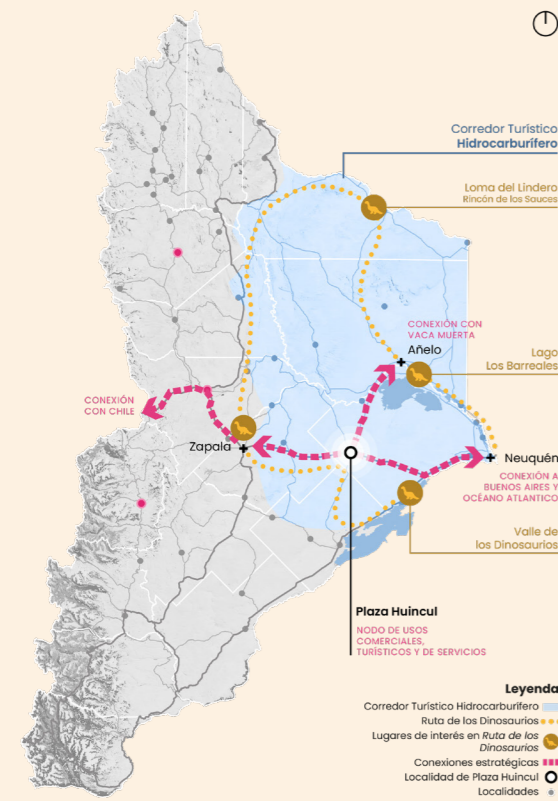 Corredor Turístico
Hidrocarburífero
Loma del Lindero
Rincón de los Sauces
CONEXIÓN CON
VACA MUERTA
Añelo
Lago
Los Barreales
CONEXIÓN
CON CHILE
Zapala
Neuquén
CONEXIÓN A
BUENOS AIRES Y
OCÉANO ATLANTICO
Valle de
los Dinosaurios
Plaza Huincul
NODO DE USOS
COMERCIALES,
TURÍSTICOS Y DE SERVICIOS
Leyenda
Corredor Turístico Hidrocarburífero
Ruta de los Dinosaurios
Lugares de interés en Ruta de los
Dinosaurios
Conexiones estratégicas
Localidad de Plaza Huincul
Localidades